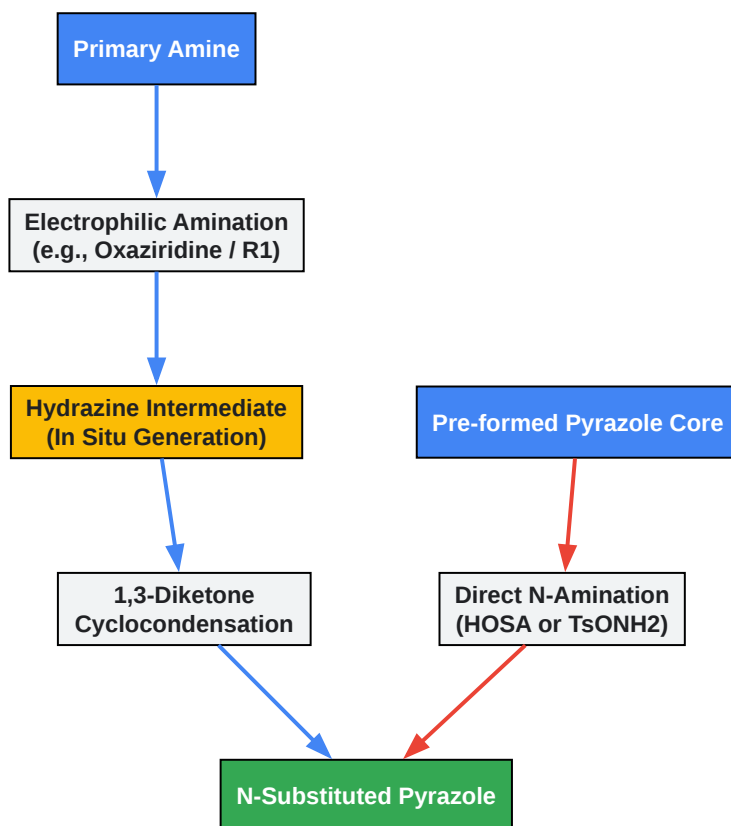 Primary Amine
Electrophilic Amination
(e.g., Oxaziridine / R1)
Hydrazine Intermediate
(In Situ Generation)
Pre-formed Pyrazole Core
1,3-Diketone
Cyclocondensation
Direct N-Amination
(HOSA or TsONH2)
N-Substituted Pyrazole